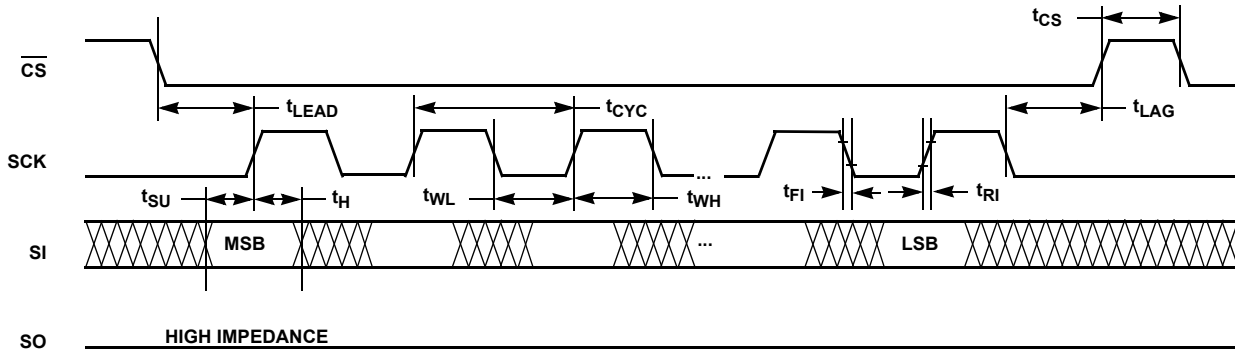 tCS
CS
tLEAD
tCYC
tLAG
SCK
...
tSU
tH
tWL
tWH
tFI
tRI
SI
MSB
...
LSB
SO
HIGH IMPEDANCE